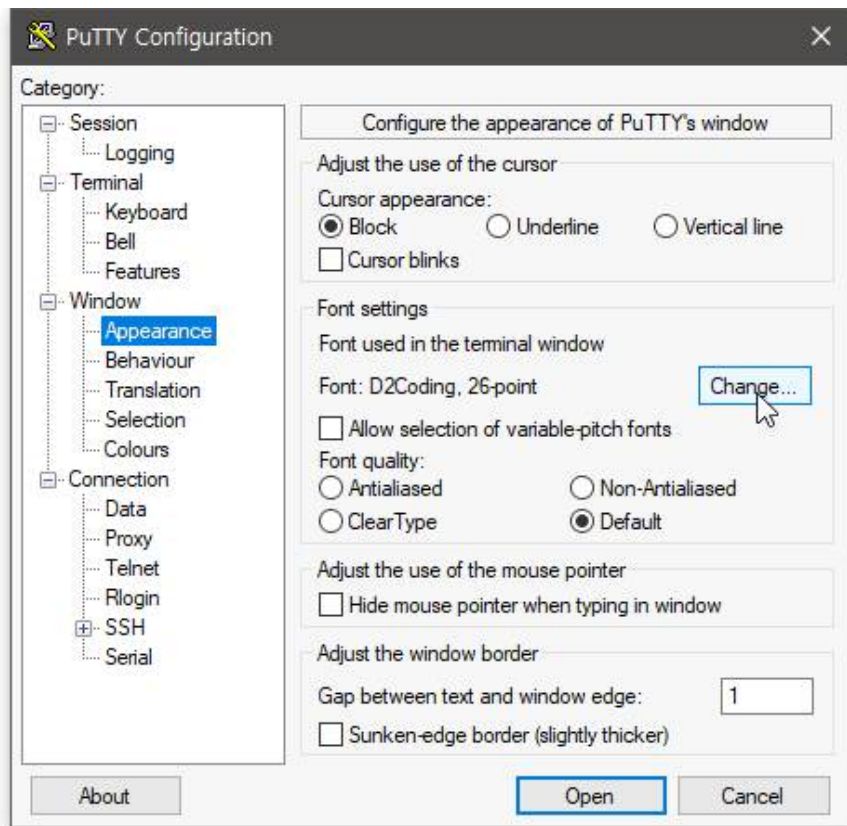 PuTTY Configuration
Category:
Session
Logging
Terminal
Keyboard
Bell
Features
Window
Appearance
Behaviour
Translation
Selection
Colours
Connection
Data
Proxy
Telnet
Rlogin
SSH
Serial
Configure the appearance of PuTTY's window
Adjust the use of the cursor
Cursor appearance:
Block Underline Vertical line
Cursor blinks
Font settings
Font used in the terminal window
Font: D2Coding, 26-point Change...
Allow selection of variable-pitch fonts
Font quality:
Antialiased Non-Antialiased
ClearType Default
Adjust the use of the mouse pointer
Hide mouse pointer when typing in window
Adjust the window border
Gap between text and window edge: 1
Sunken-edge border (slightly thicker)
About Open Cancel